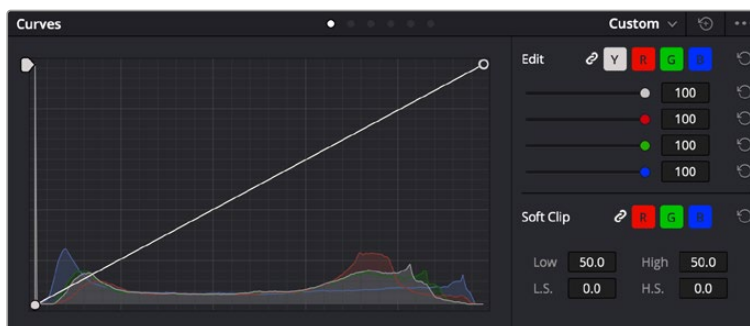 Curves
Custom
Edit Y R G B
100
100
100
100
Soft Clip R G B
Low 50.0 High 50.0
L.S. 0.0 H.S. 0.0